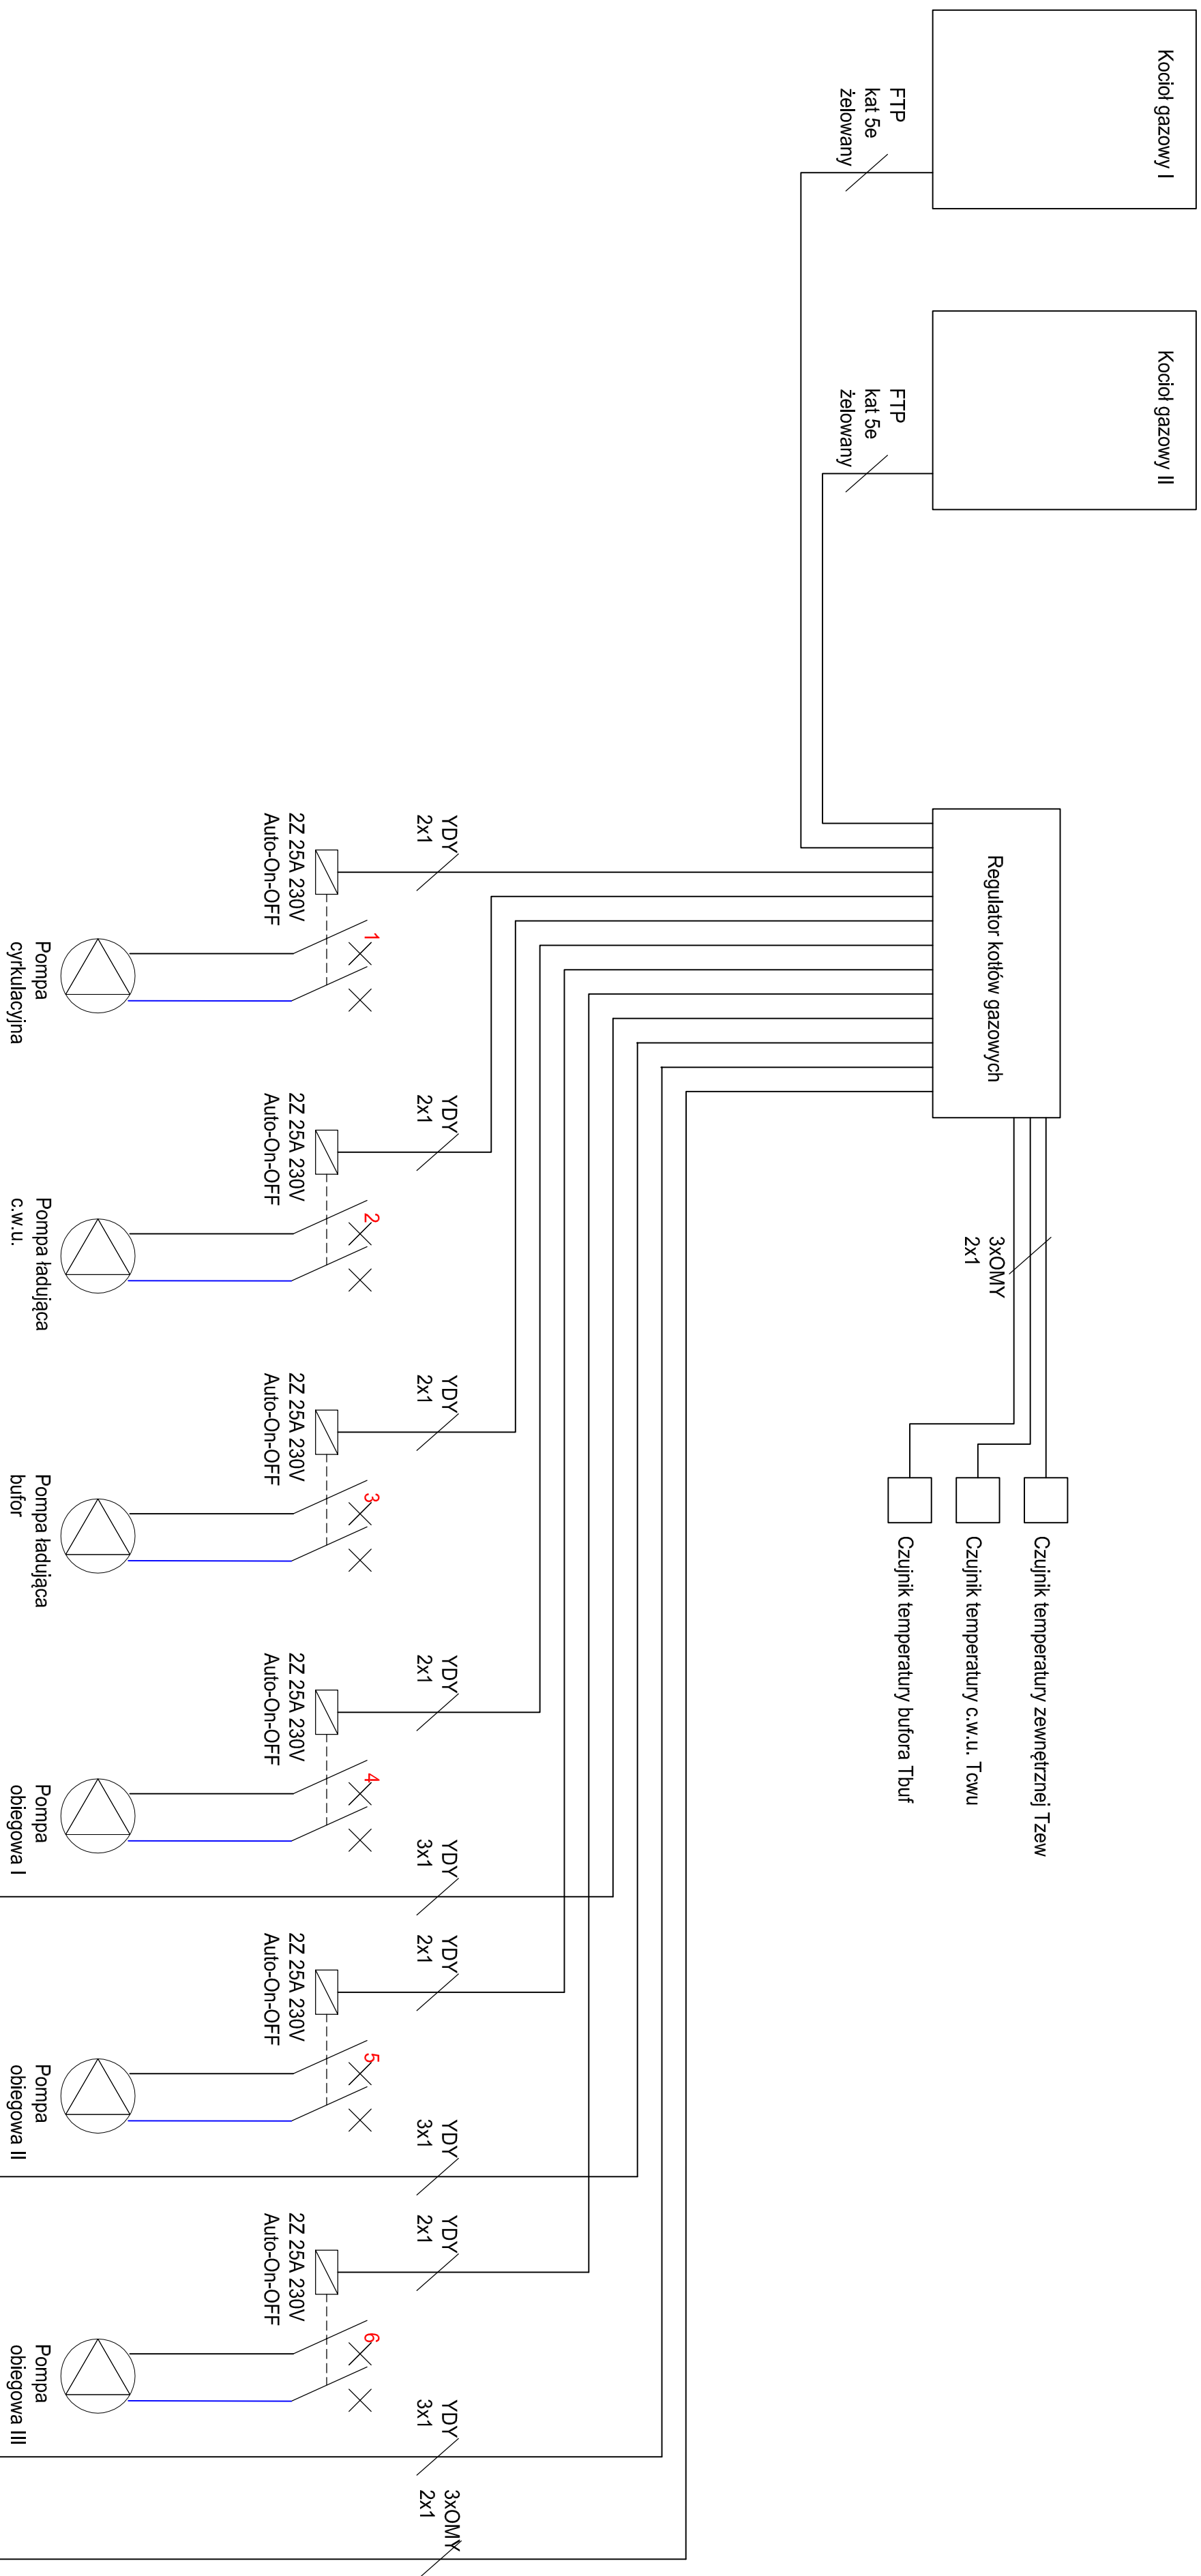 Kocioł gazowy I
Kocioł gazowy II
FTP
kat 5e
żelowany
FTP
kat 5e
żelowany
Regulator kotłów gazowych
3xOMY
2x1
Czujnik temperatury zewnętrznej Tzew
Czujnik temperatury c.w.u. Tcwu
Czujnik temperatury bufora Tbuf
YDY
2x1
YDY
2x1
YDY
2x1
YDY
2x1
YDY
3x1
YDY
2x1
YDY
3x1
YDY
2x1
YDY
3x1
3xOMY
2x1
1
2
3
4
5
6
2Z 25A 230V
Auto-On-OFF
2Z 25A 230V
Auto-On-OFF
2Z 25A 230V
Auto-On-OFF
2Z 25A 230V
Auto-On-OFF
2Z 25A 230V
Auto-On-OFF
2Z 25A 230V
Auto-On-OFF
Pompa
cyrkulacyjna
Pompa ładująca
c.w.u.
Pompa ładująca
bufor
Pompa
obiegowa I
Pompa
obiegowa II
Pompa
obiegowa III